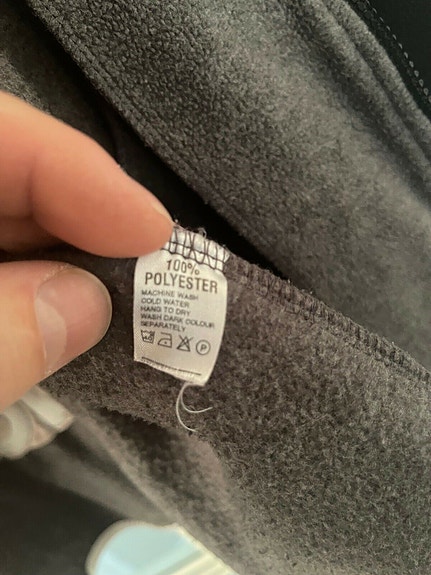 100%
POLYESTER
MACHINE WASH
COLD WATER
HANG TO DRY
WASH DARK COLOUR
SEPARATELY
P